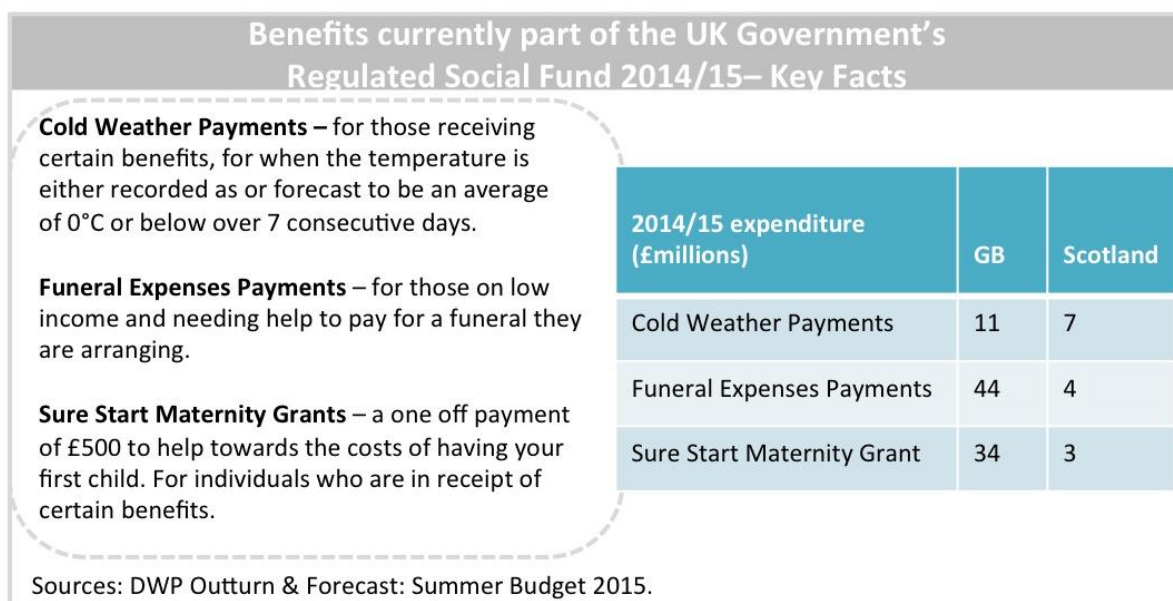 Benefits currently part of the UK Government's
Regulated Social Fund 2014/15– Key Facts
Cold Weather Payments – for those receiving
certain benefits, for when the temperature is
either recorded as or forecast to be an average
of 0°C or below over 7 consecutive days.
Funeral Expenses Payments – for those on low
income and needing help to pay for a funeral they
are arranging.
Sure Start Maternity Grants – a one off payment
of £500 to help towards the costs of having your
first child. For individuals who are in receipt of
certain benefits.
2014/15 expenditure
(£millions) GB Scotland
Cold Weather Payments 11 7
Funeral Expenses Payments 44 4
Sure Start Maternity Grant 34 3
Sources: DWP Outturn & Forecast: Summer Budget 2015.